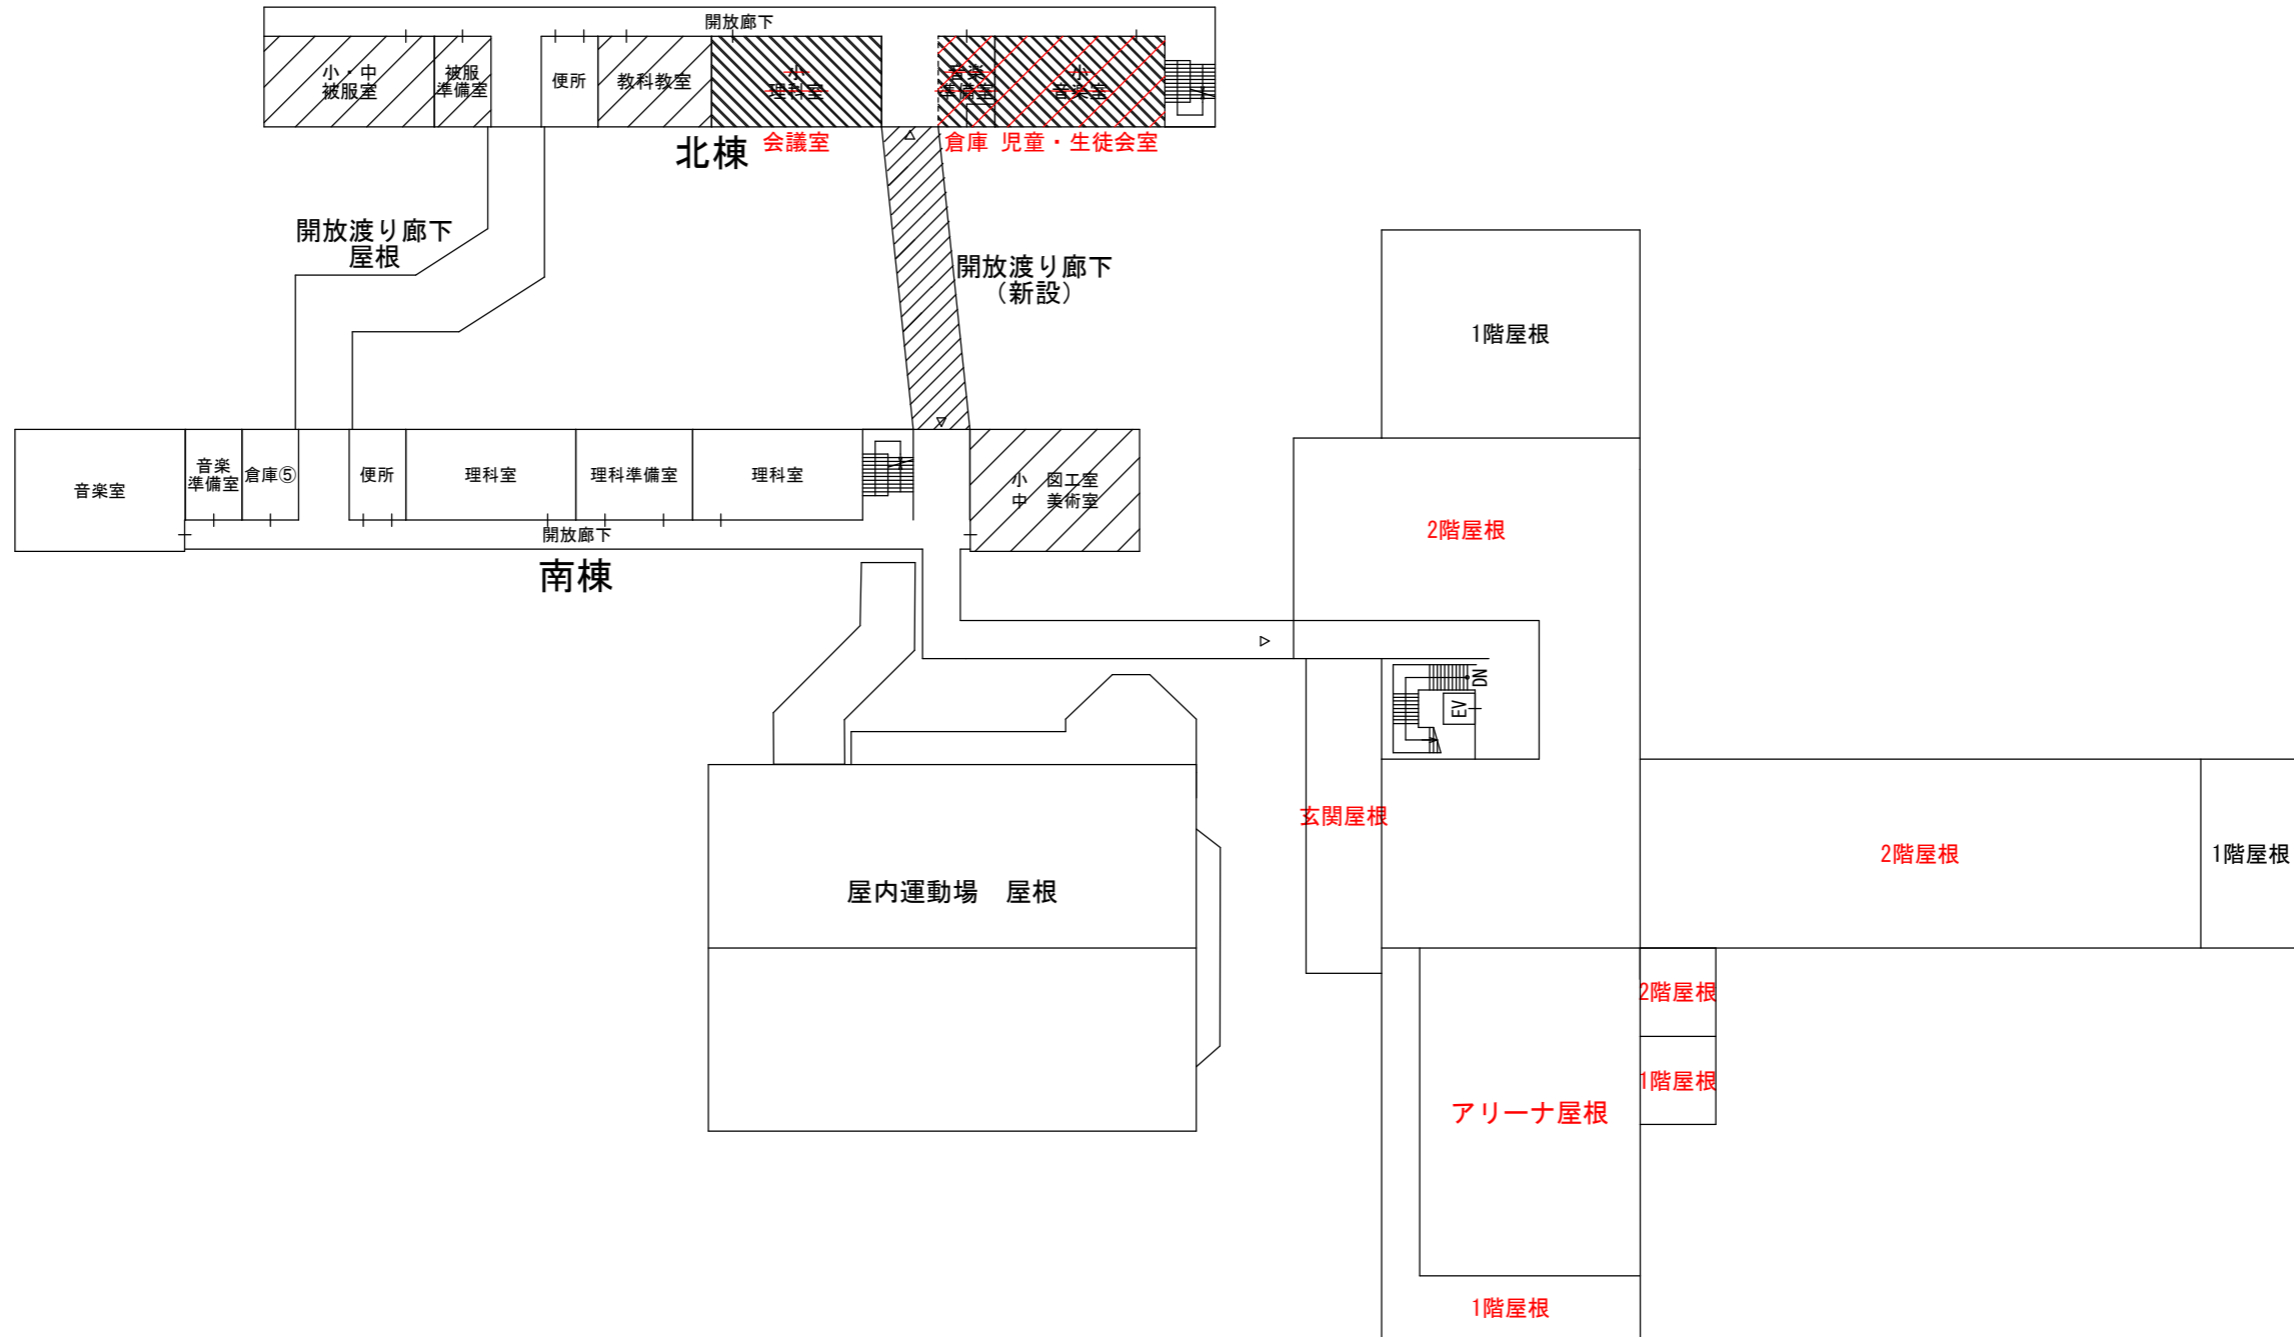 開放廊下
小・中
被服室
被服
準備室
便所
教科教室
小
理科室
音楽
準備室
小
音楽室
北棟
会議室
倉庫
児童・生徒会室
開放渡り廊下
屋根
開放渡り廊下
(新設)
1階屋根
音楽室
音楽
準備室
倉庫⑤
便所
理科室
理科準備室
理科室
小 図工室
中 美術室
開放廊下
南棟
2階屋根
DN
EV
玄関屋根
2階屋根
1階屋根
屋内運動場 屋根
2階屋根
1階屋根
アリーナ屋根
1階屋根